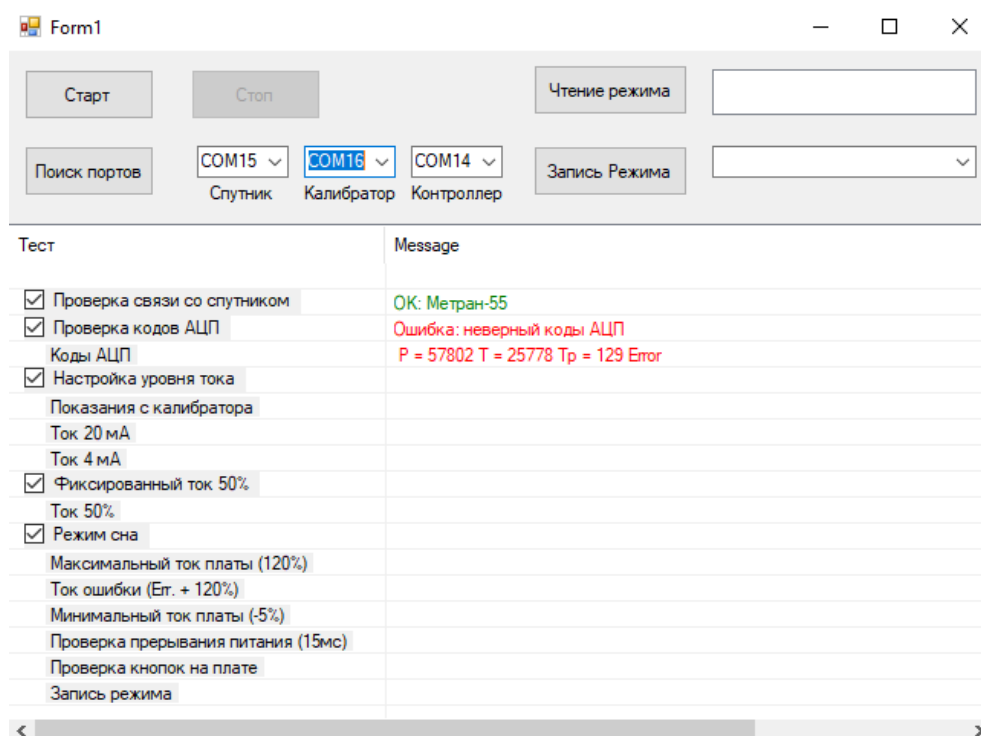 Form1
Старт
Стоп
Чтение режима
Поиск портов
COM15
COM16
COM14
Запись Режима
Спутник
Калибратор
Контроллер
Тест
Message
Проверка связи со спутником
OK: Метран-55
Проверка кодов АЦП
Ошибка: неверный коды АЦП
Коды АЦП
P = 57802 T = 25778 Tp = 129 Error
Настройка уровня тока
Показания с калибратора
Ток 20 мА
Ток 4 мА
Фиксированный ток 50%
Ток 50%
Режим сна
Максимальный ток платы (120%)
Ток ошибки (Err. + 120%)
Минимальный ток платы (-5%)
Проверка прерывания питания (15мс)
Проверка кнопок на плате
Запись режима